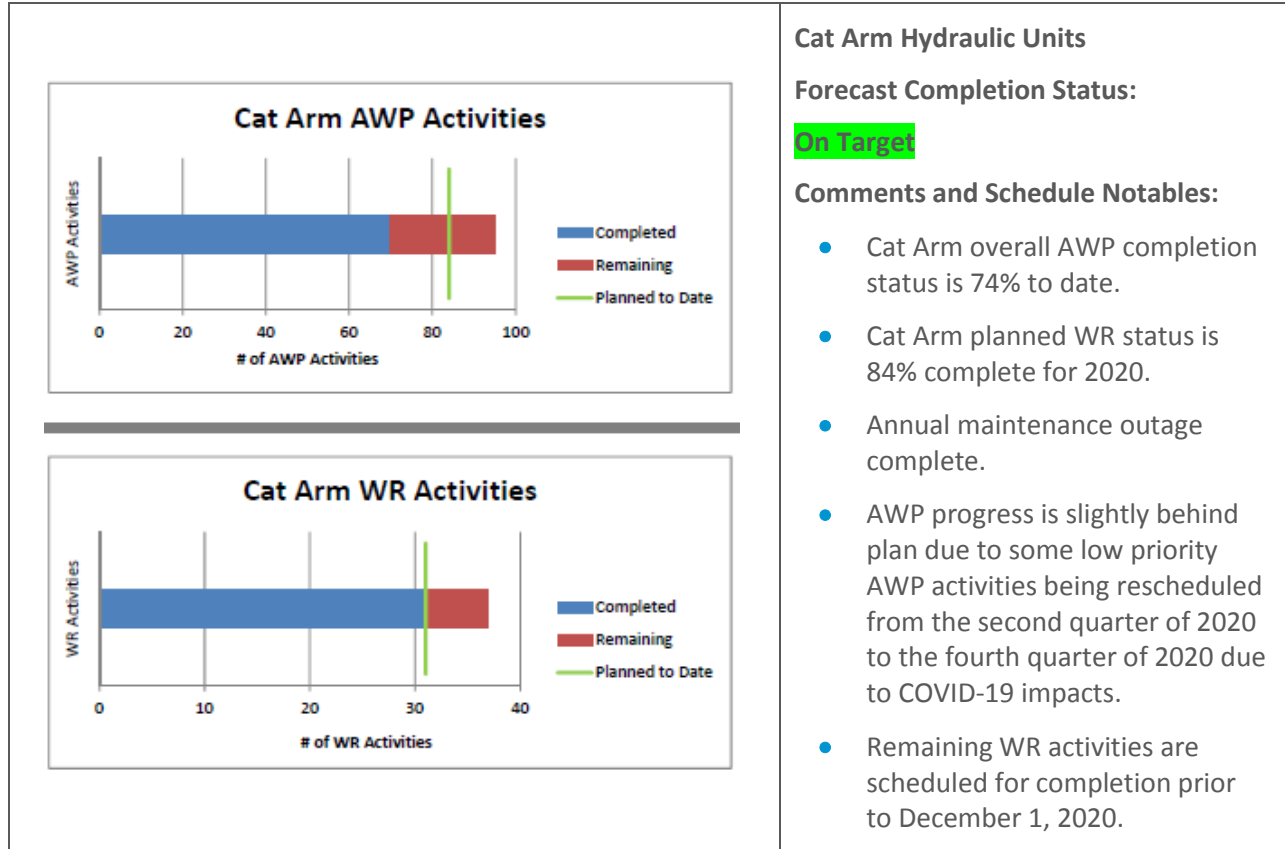 Cat Arm AWP Activities
AWP Activities
Completed
Remaining
Planned to Date
0 20 40 60 80 100
# of AWP Activities
Cat Arm WR Activities
WR Activities
Completed
Remaining
Planned to Date
0 10 20 30 40
# of WR Activities
Cat Arm Hydraulic Units
Forecast Completion Status:
On Target
Comments and Schedule Notables:
• Cat Arm overall AWP completion
status is 74% to date.
• Cat Arm planned WR status is
84% complete for 2020.
• Annual maintenance outage
complete.
• AWP progress is slightly behind
plan due to some low priority
AWP activities being rescheduled
from the second quarter of 2020
to the fourth quarter of 2020 due
to COVID-19 impacts.
• Remaining WR activities are
scheduled for completion prior
to December 1, 2020.